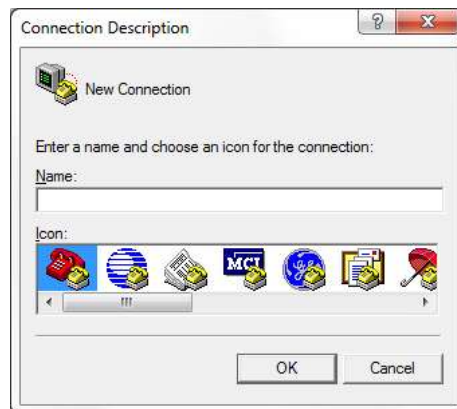 Connection Description
?
New Connection
Enter a name and choose an icon for the connection:
Name:
Icon:
MCI
OK
Cancel